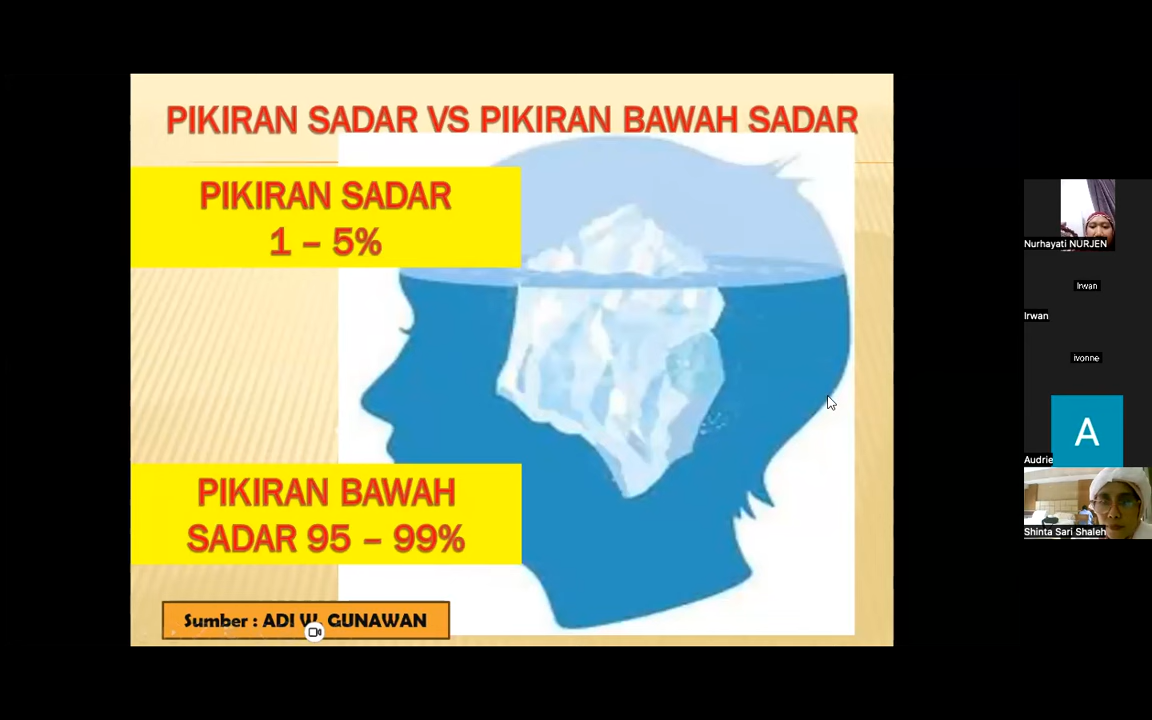 PIKIRAN SADAR VS PIKIRAN BAWAH SADAR
PIKIRAN SADAR
1 – 5%
PIKIRAN BAWAH
SADAR 95 – 99%
Sumber : ADI W. GUNAWAN
Nurhayati NURJEN
Irwan
Irwan
ivonne
A
Audrie
Shinta Sari Shaleh